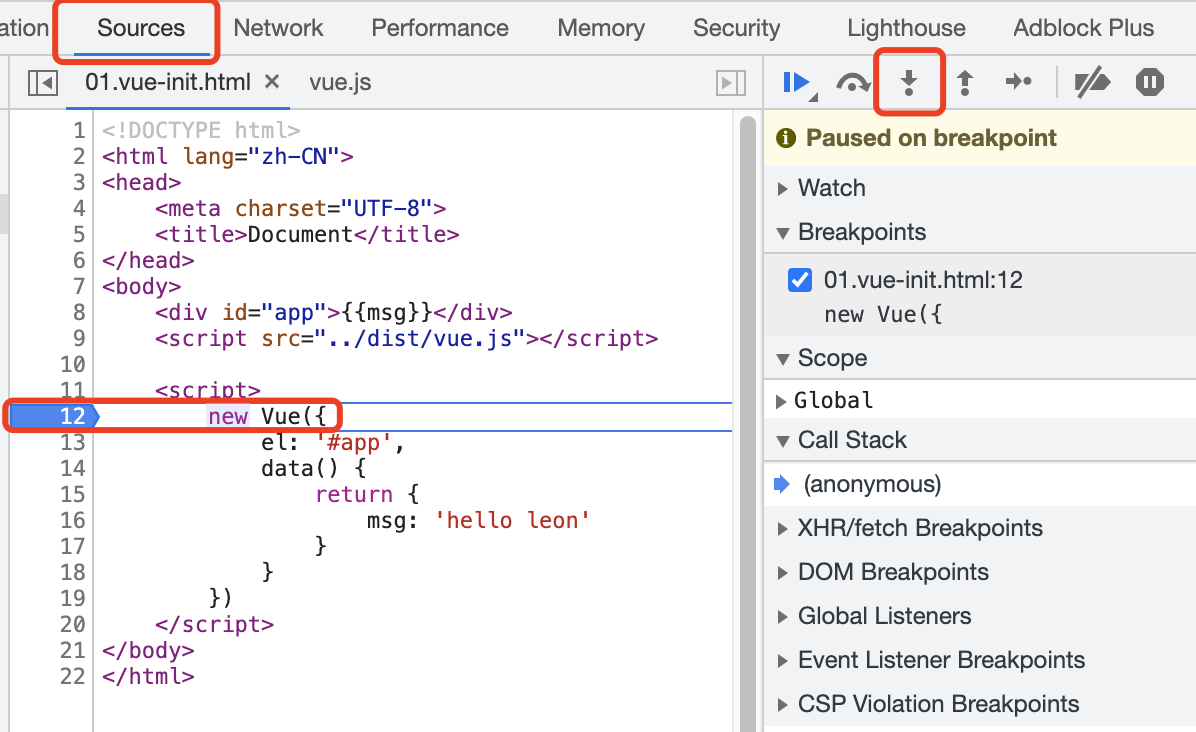 ation Sources Network Performance Memory Security Lighthouse Adblock Plus
01.vue-init.html × vue.js
1 <!DOCTYPE html>
2 <html lang="zh-CN">
3 <head>
4     <meta charset="UTF-8">
5     <title>Document</title>
6 </head>
7 <body>
8     <div id="app">{{msg}}</div>
9     <script src="../dist/vue.js"></script>
10
11     <script>
12         new Vue({
13             el: '#app',
14             data() {
15                 return {
16                     msg: 'hello leon'
17                 }
18             }
19         })
20     </script>
21 </body>
22 </html>
Paused on breakpoint
Watch
Breakpoints
01.vue-init.html:12
new Vue({
Scope
Global
Call Stack
(anonymous)
XHR/fetch Breakpoints
DOM Breakpoints
Global Listeners
Event Listener Breakpoints
CSP Violation Breakpoints